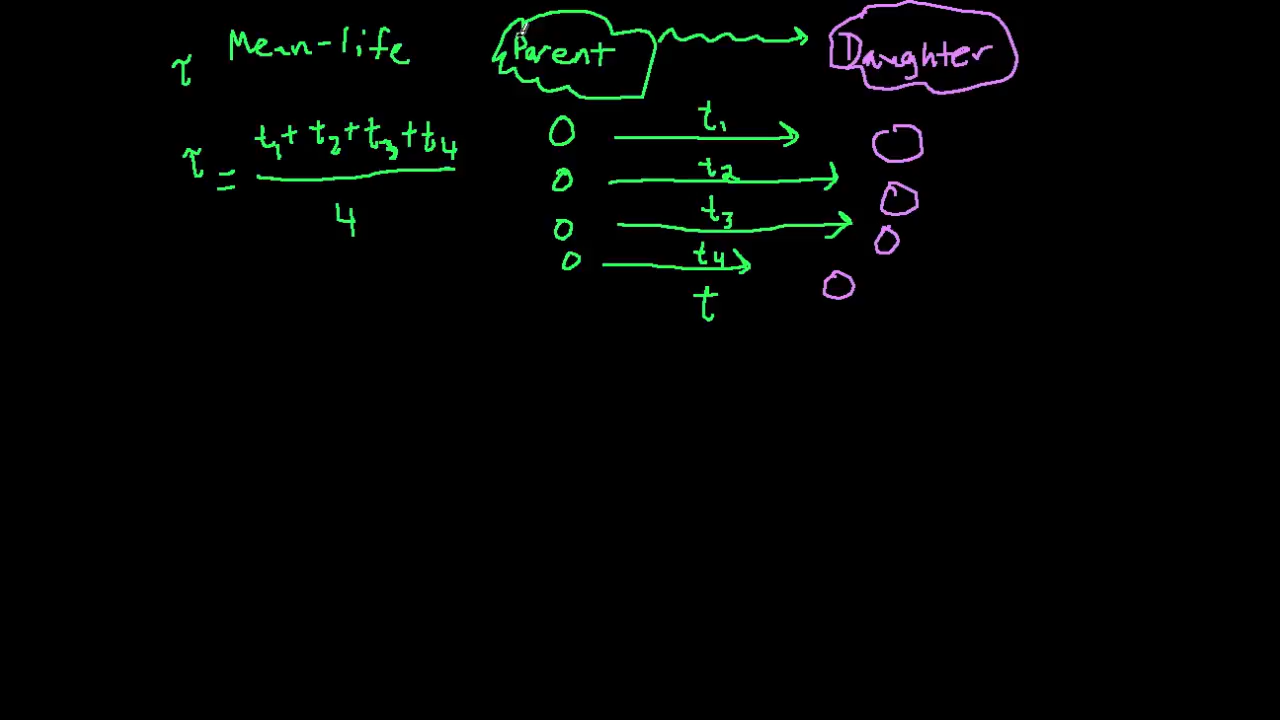 τ Mean-life Parent Daughter
t₁
τ = (t₁+t₂+t₃+t₄)/4
t₂
t₃
t₄
t